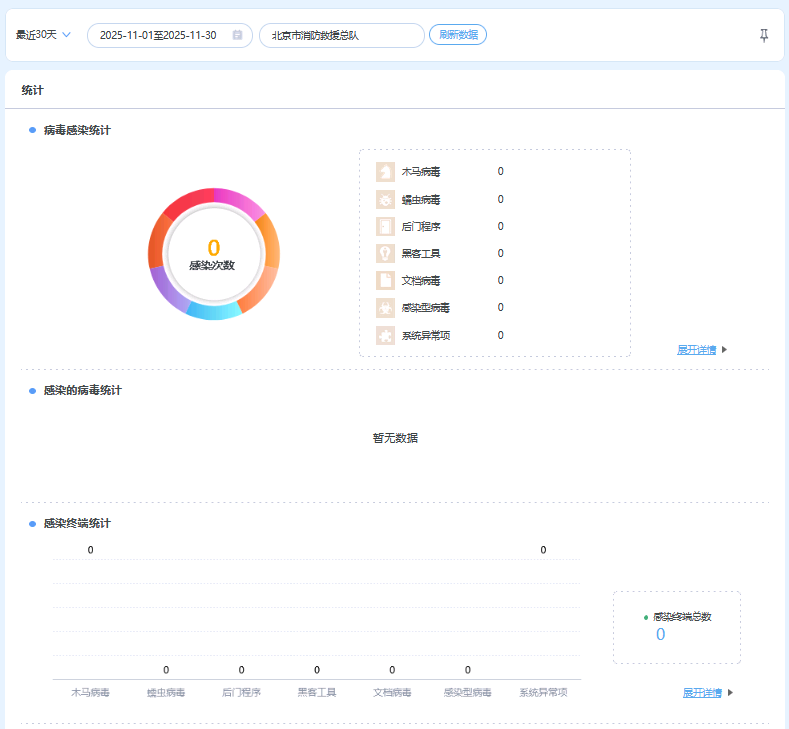 最近30天 2025-11-01至2025-11-30 北京市消防救援总队 刷新数据
统计
病毒感染统计
0
感染次数
木马病毒 0
蠕虫病毒 0
后门程序 0
黑客工具 0
文档病毒 0
感染型病毒 0
系统异常项 0
展开详情
感染的病毒统计
暂无数据
感染终端统计
0 0
0 0 0 0 0
木马病毒 蠕虫病毒 后门程序 黑客工具 文档病毒 感染型病毒 系统异常项
感染终端总数
0
展开详情